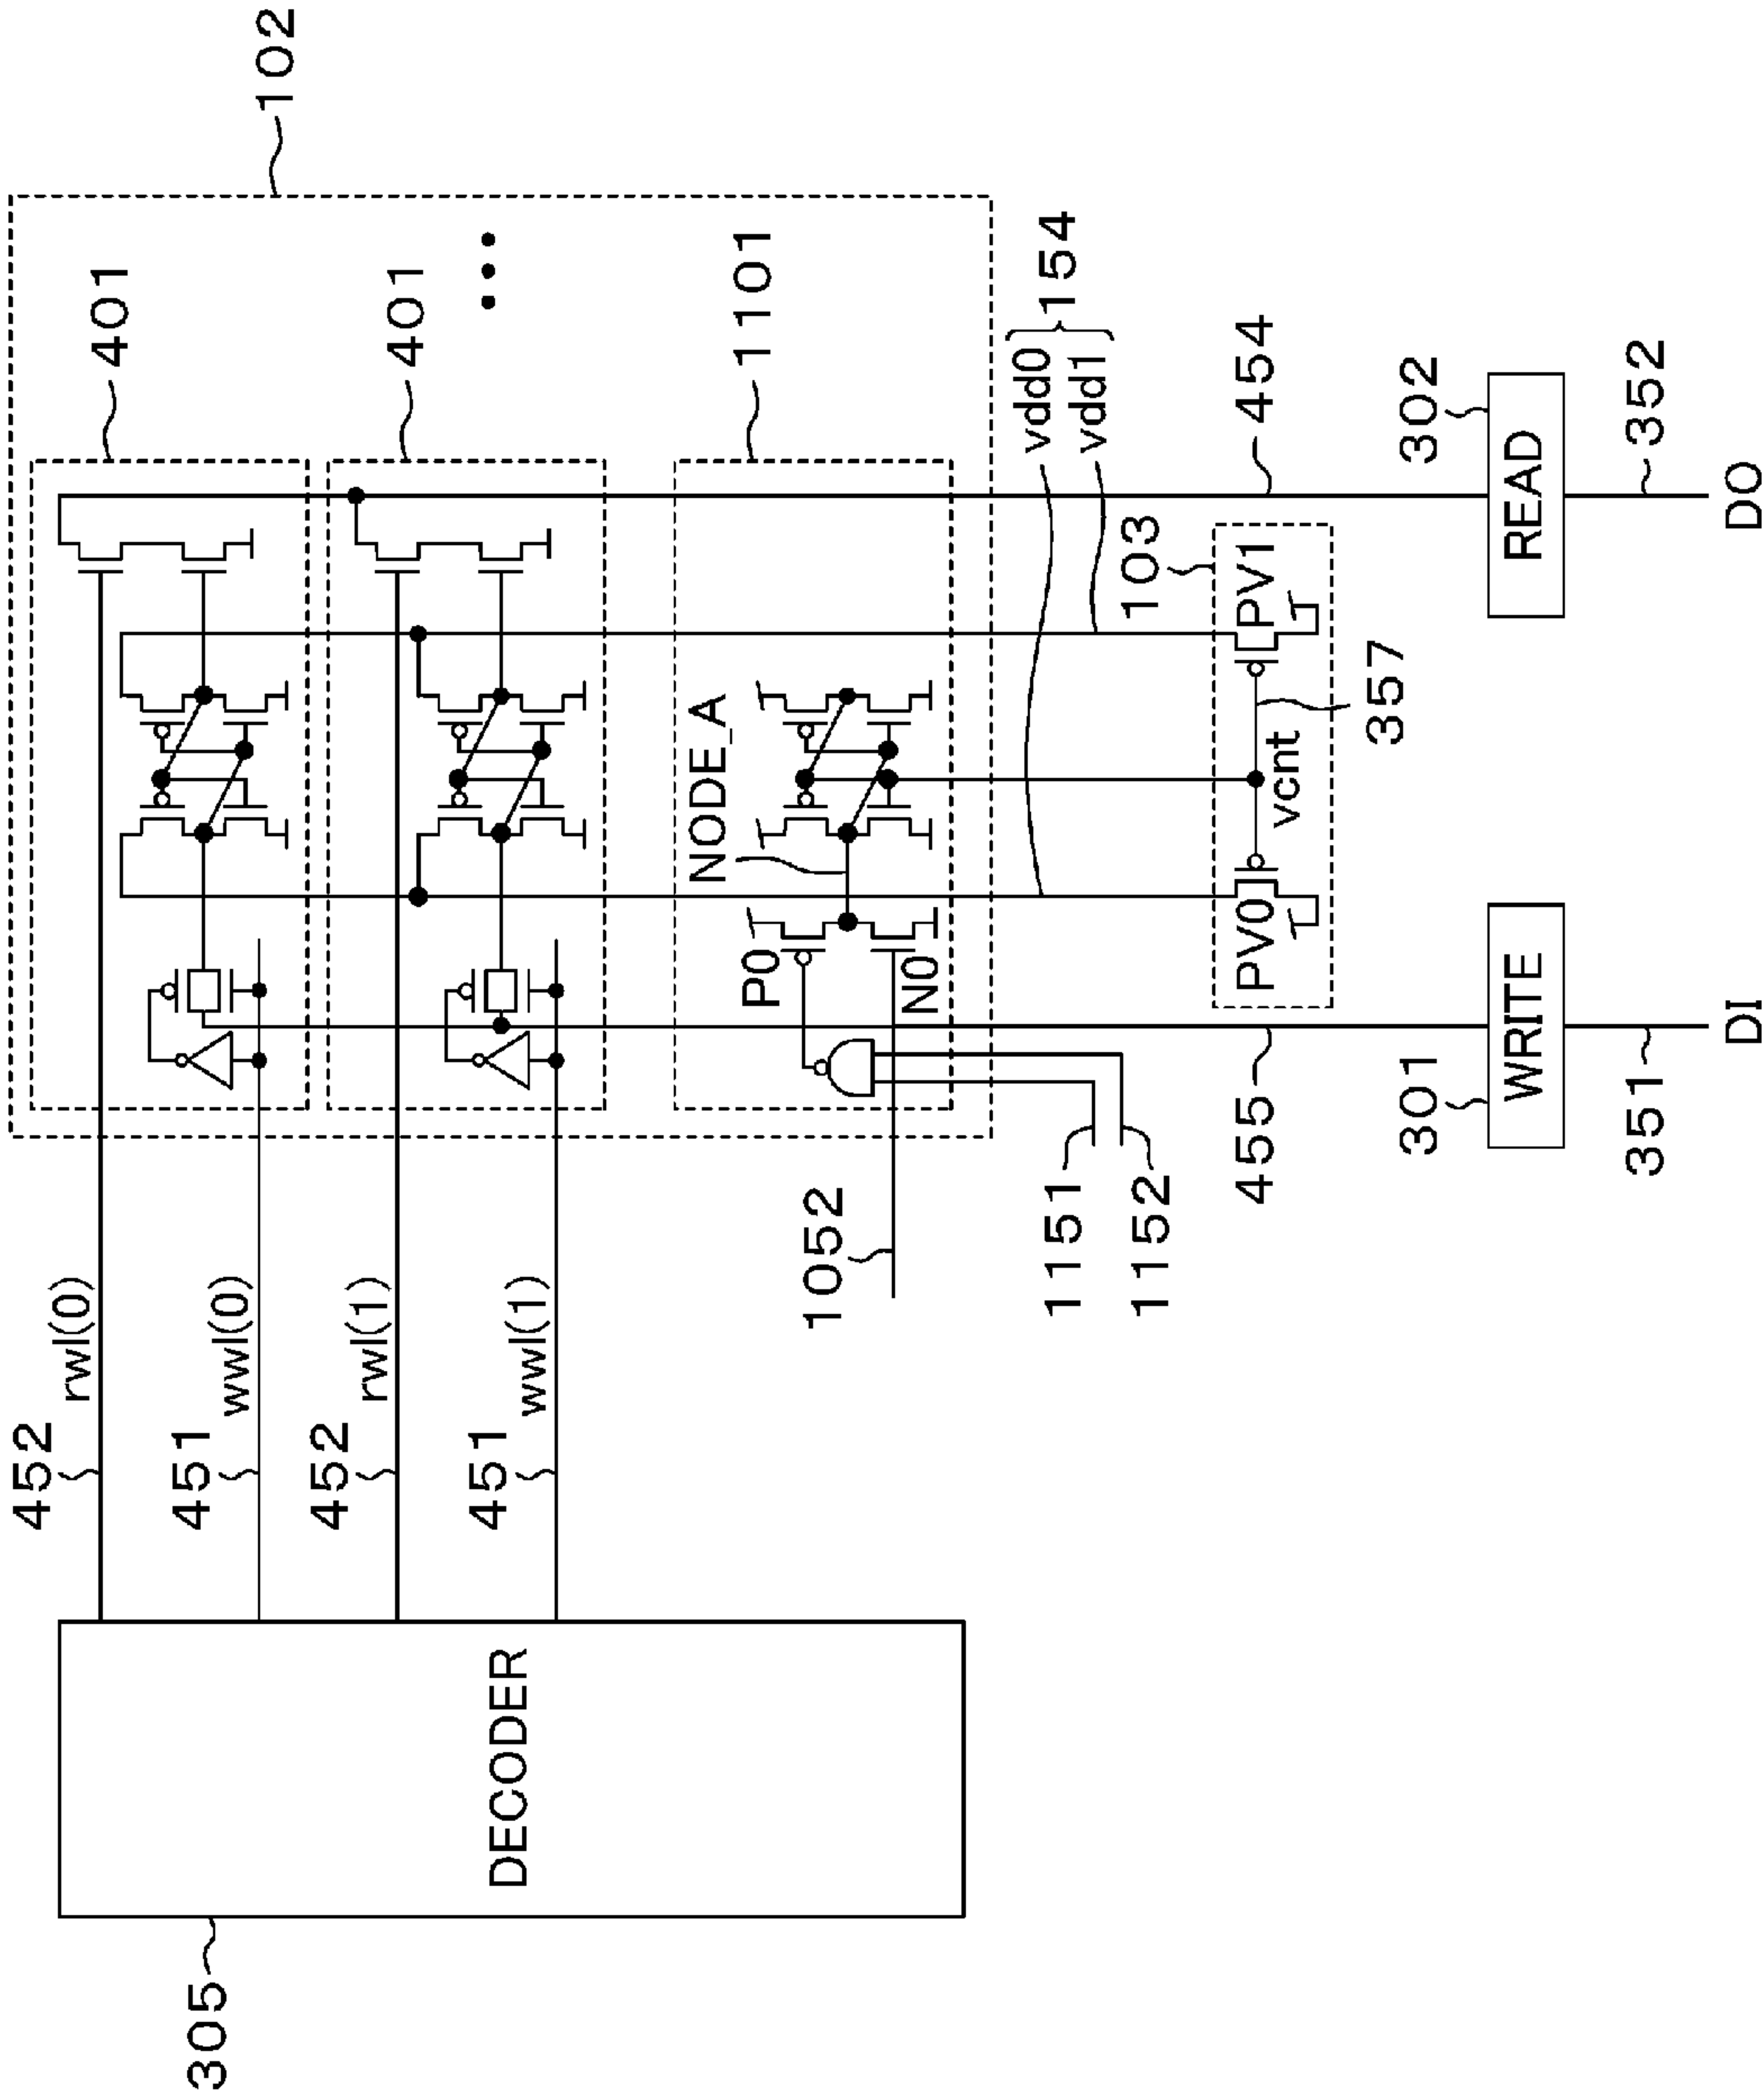 102
401
401
1101
154
vdd0
vdd1
454
302
READ
352
DO
103
PV1
357
vcnt
PV0
NODE_A
P0
N0
455
301
WRITE
351
DI
1052
1151
1152
452
rwl(0)
451
wwl(0)
452
rwl(1)
451
wwl(1)
DECODER
305